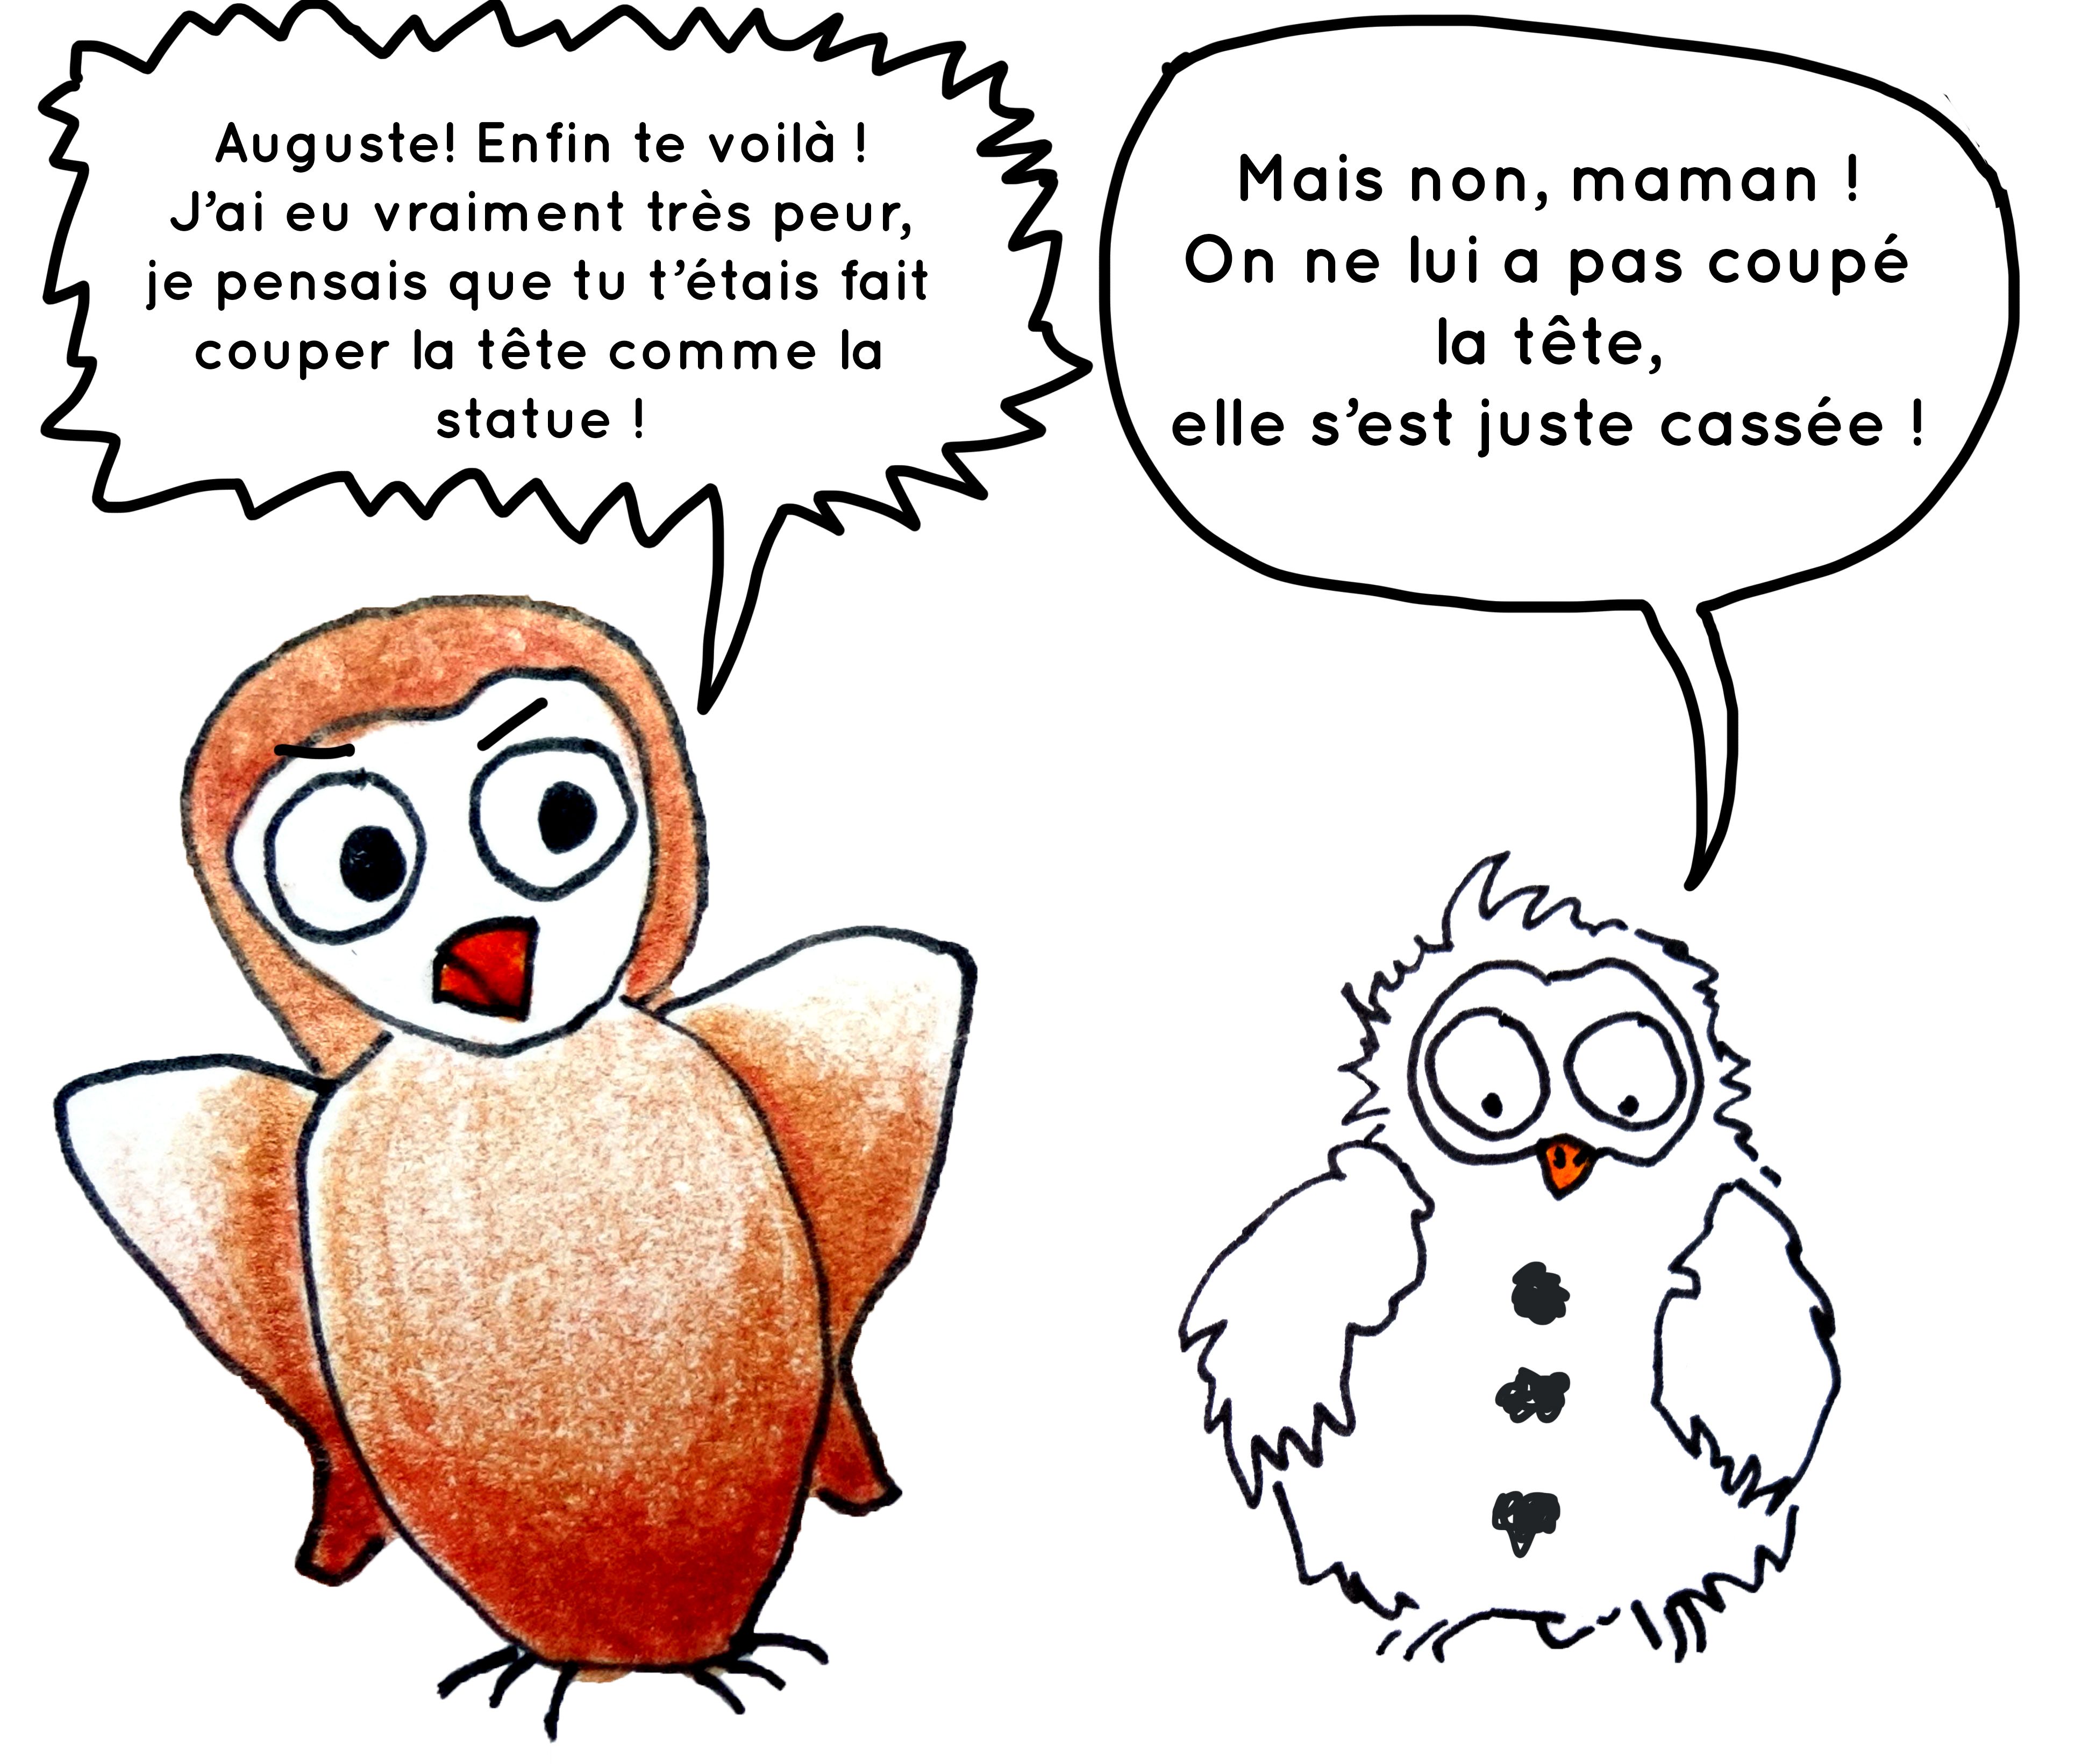 Auguste! Enfin te voilà !
J’ai eu vraiment très peur,
je pensais que tu t’étais fait
couper la tête comme la
statue !
Mais non, maman !
On ne lui a pas coupé
la tête,
elle s’est juste cassée !